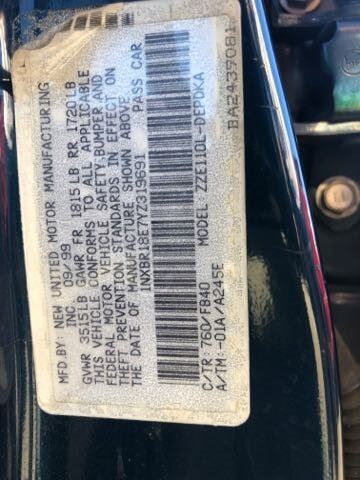 MFD. BY: NEW UNITED MOTOR MANUFACTURING
INC. 09/99
GVWR 3515LB GAWR FR 1815 LB RR 1720LB
THIS VEHICLE CONFORMS TO ALL APPLICABLE
FEDERAL MOTOR VEHICLE SAFETY, BUMPER AND
THEFT PREVENTION STANDARDS IN EFFECT ON
THE DATE OF MANUFACTURE SHOWN ABOVE
1NXBR18E7YZ319691 PASS CAR
C/TR: 760/FB40 MODEL: ZZE110L-DEPDKA
A/TM: -01A/A245E
BA2439081